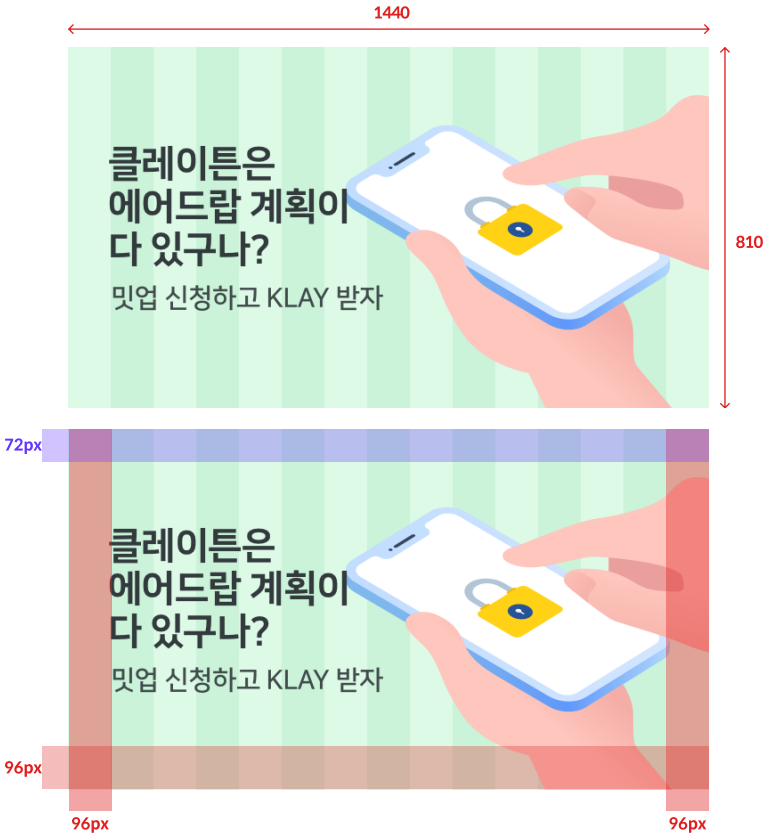 1440
클레이튼은
에어드랍 계획이
다 있구나?
밋업 신청하고 KLAY 받자
810
72px
클레이튼은
에어드랍 계획이
다 있구나?
밋업 신청하고 KLAY 받자
96px
96px
96px